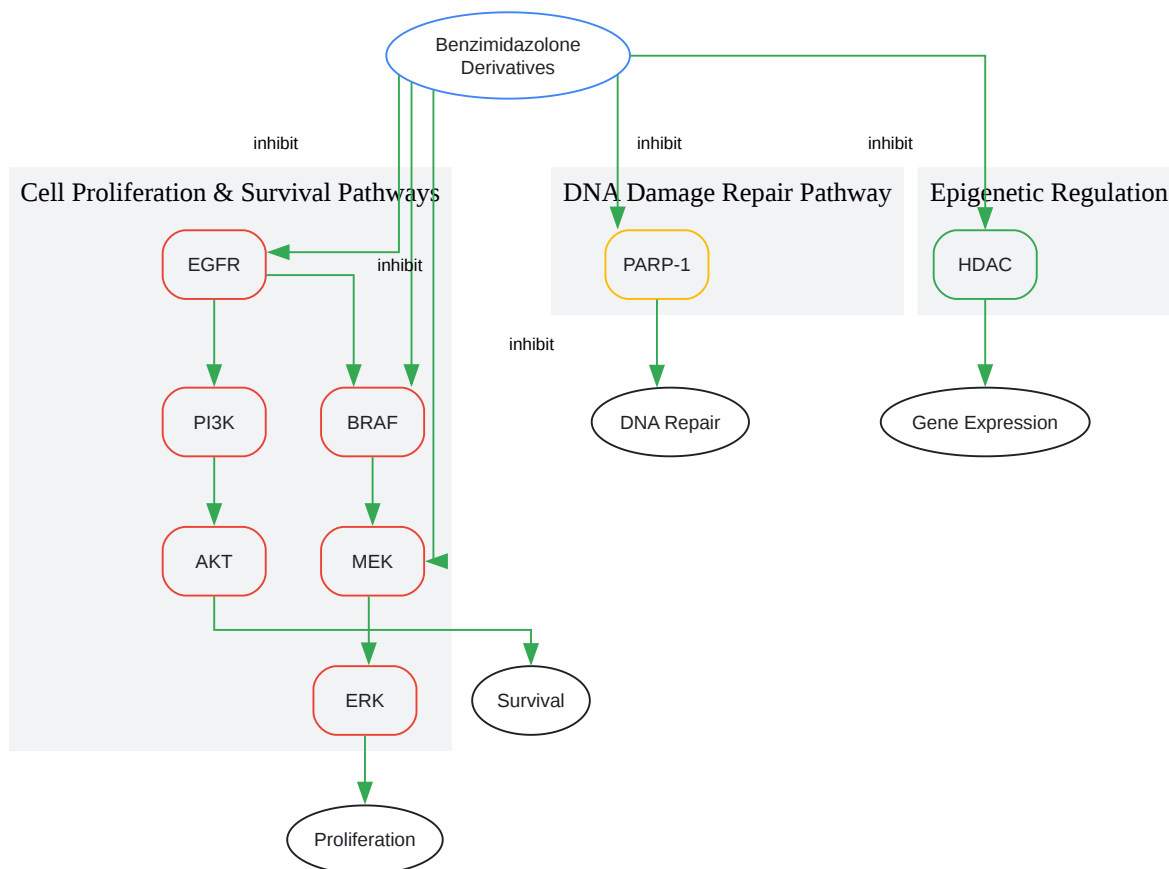 Benzimidazolone
Derivatives
inhibit
inhibit
inhibit
Cell Proliferation & Survival Pathways
DNA Damage Repair Pathway
Epigenetic Regulation
EGFR
inhibit
PARP-1
HDAC
inhibit
PI3K
BRAF
DNA Repair
Gene Expression
AKT
MEK
ERK
Survival
Proliferation